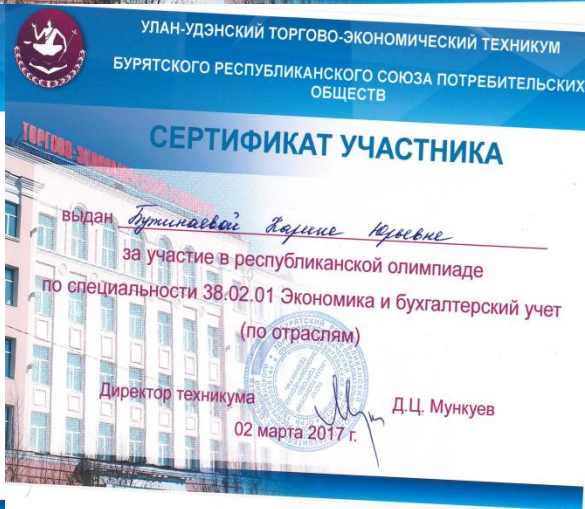 УЛАН-УДЭНСКИЙ ТОРГОВО-ЭКОНОМИЧЕСКИЙ ТЕХНИКУМ
БУРЯТСКОГО РЕСПУБЛИКАНСКОГО СОЮЗА ПОТРЕБИТЕЛЬСКИХ
ОБЩЕСТВ
СЕРТИФИКАТ УЧАСТНИКА
выдан Бутинаевой Карине Юрьевне
за участие в республиканской олимпиаде
по специальности 38.02.01 Экономика и бухгалтерский учет
(по отраслям)
Директор техникума
Д.Ц. Мункуев
02 марта 2017 г.